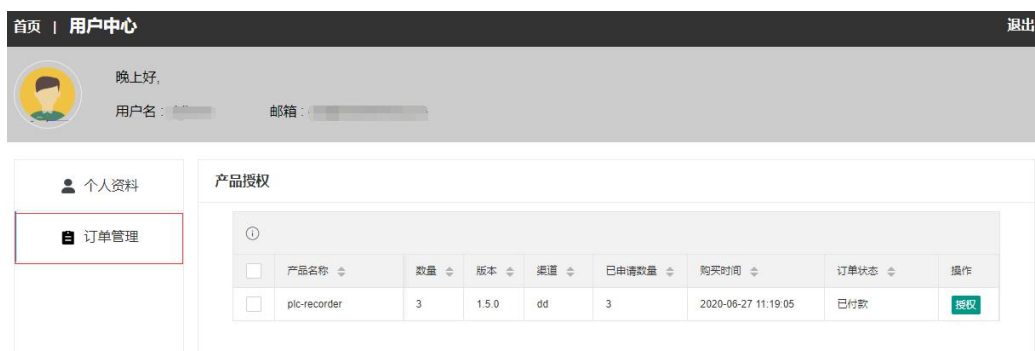 首页 | 用户中心 退出
晚上好,
用户名： 邮箱：
个人资料
订单管理
产品授权
产品名称 数量 版本 渠道 已申请数量 购买时间 订单状态 操作
plc-recorder 3 1.5.0 dd 3 2020-06-27 11:19:05 已付款 授权